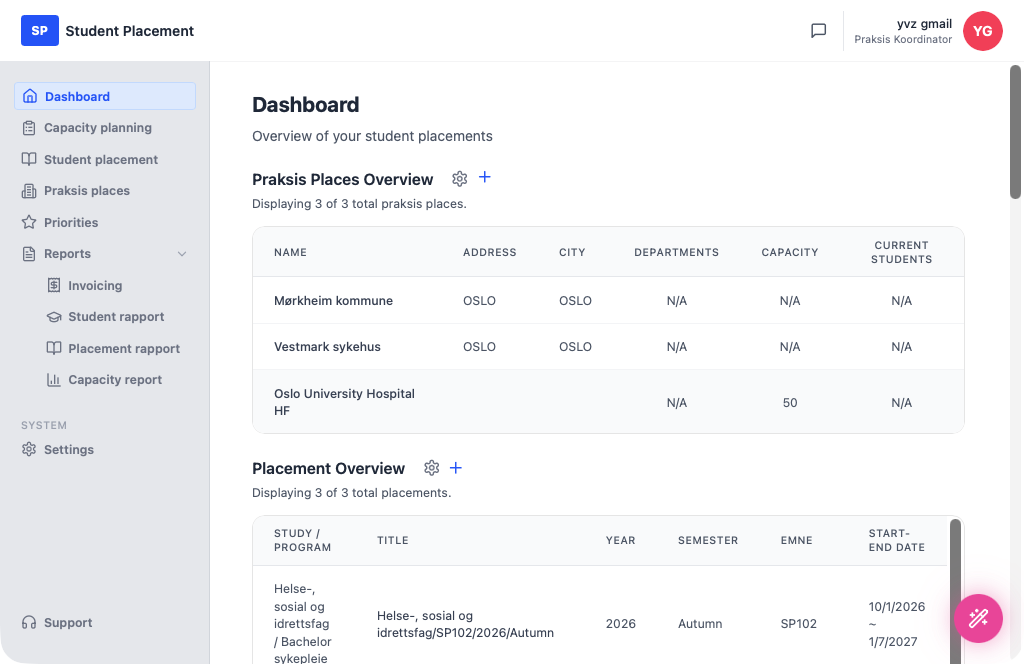 SP Student Placement
yvz gmail
Praksis Koordinator
YG
Dashboard
Capacity planning
Student placement
Praksis places
Priorities
Reports
Invoicing
Student rapport
Placement rapport
Capacity report
SYSTEM
Settings
Support
Dashboard
Overview of your student placements
Praksis Places Overview
Displaying 3 of 3 total praksis places.
NAME ADDRESS CITY DEPARTMENTS CAPACITY CURRENT
STUDENTS
Mørkheim kommune OSLO OSLO N/A N/A N/A
Vestmark sykehus OSLO OSLO N/A N/A N/A
Oslo University Hospital
HF N/A 50 N/A
Placement Overview
Displaying 3 of 3 total placements.
STUDY /
PROGRAM TITLE YEAR SEMESTER EMNE START-
END DATE
Helse-,
sosial og
idrettsfag
/ Bachelor
sykepleie
Helse-, sosial og
idrettsfag/SP102/2026/Autumn
2026 Autumn SP102
10/1/2026
~
1/7/2027